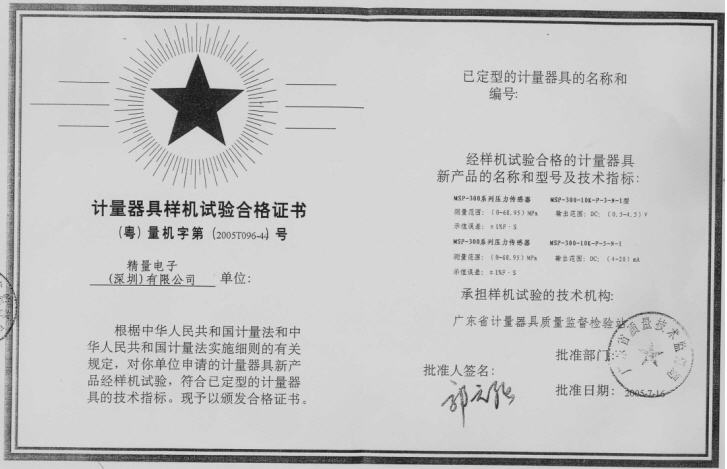 计量器具样机试验合格证书
(粤) 量机字第 (2005T096-44) 号
精量电子
(深圳)有限公司 单位:
根据中华人民共和国计量法和中
华人民共和国计量法实施细则的有关
规定,对你单位申请的计量器具新产
品经样机试验,符合已定型的计量器
具的技术指标。现予以颁发合格证书。
已定型的计量器具的名称和
编号:
经样机试验合格的计量器具
新产品的名称和型号及技术指标:
MSP-300系列压力传感器 MSP-300-10K-P-3-N-1型
测量范围: (0~68.95) MPa 输出范围: DC: (0.5~4.5) V
示值误差: ±1%F·S
MSP-300系列压力传感器 MSP-300-10K-P-5-N-1
测量范围: (0~68.95) MPa 输出范围: DC: (4~20) mA
示值误差: ±1%F·S
承担样机试验的技术机构:
广东省计量器具质量监督检验站
批准部门:
广东省质量技术监督局
批准人签名:
批准日期: 2005-7-16